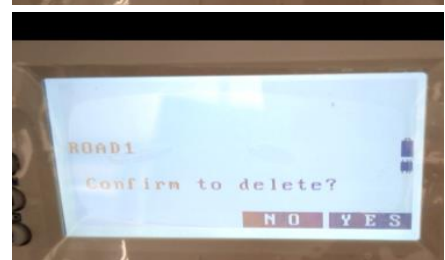 ROAD1
Confirm to delete?
NO YES